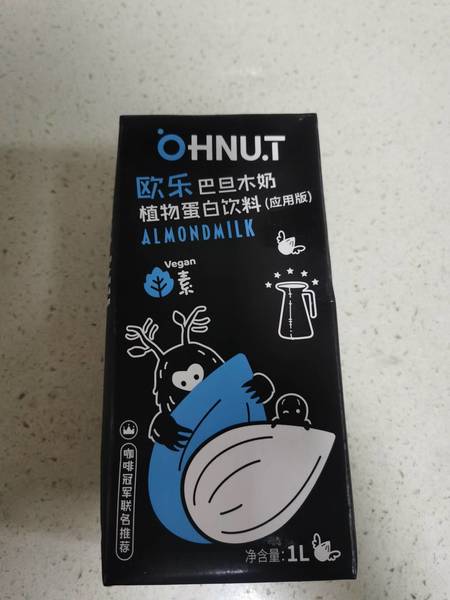 OHNU.T
欧乐 巴旦木奶
植物蛋白饮料(应用版)
ALMONDMILK
Vegan
素
咖啡冠军联名推荐
净含量: 1L